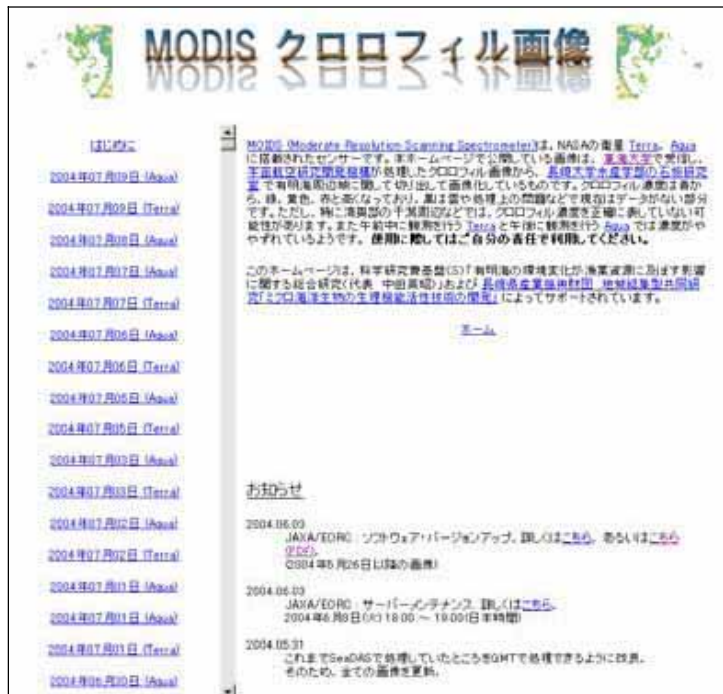 MODIS クロロフィル画像
はじめに
2004年07月09日 (Aqua)
2004年07月09日 (Terra)
2004年07月08日 (Aqua)
2004年07月07日 (Aqua)
2004年07月07日 (Terra)
2004年07月06日 (Aqua)
2004年07月06日 (Terra)
2004年07月05日 (Aqua)
2004年07月05日 (Terra)
2004年07月03日 (Aqua)
2004年07月03日 (Terra)
2004年07月02日 (Aqua)
2004年07月02日 (Terra)
2004年07月01日 (Aqua)
2004年07月01日 (Aqua)
2004年07月01日 (Terra)
2004年06月30日 (Aqua)
MODIS (Moderate Resolution Scanning Spectrometer)は、NASAの衛星 Terra、Aqua
に搭載されたセンサーです。本ホームページで公開している画像は、東海大学で受信し、
宇宙航空研究開発機構が処理したクロロフィル画像から、長崎大学水産学部の石坂研究
室で有明海周辺域に関して切り出して画像化しているものです。クロロフィル濃度は青か
ら、緑、黄色、赤と高くなっており、黒は雲や処理上の問題などで現在はデータがない部分
です。ただし、特に湾奥部の干潟周辺などでは、クロロフィル濃度を正確に表していない可
能性があります。また午前中に観測を行う Terra と午後に観測を行う Aqua では濃度がや
やずれているようです。使用に際してはご自分の責任で利用してください。
このホームページは、科学研究費基盤(S)「有明海の環境変化が漁業資源に及ぼす影響
に関する総合研究(代表 中田英昭)」および 長崎県産業振興財団 地域結集型共同研
究「ミクロ海洋生物の生理機能活性技術の開発」によってサポートされています。
ホーム
お知らせ
2004.06.03
JAXA/EORC : ソフトウェア・バージョンアップ、詳しくはこちら、あるいはこちら
(PDF)。
(2004年5月26日以降の画像)
2004.06.03
JAXA/EORC : サーバーメンテナンス、詳しくはこちら。
2004年6月8日(火) 18:00 ～ 19:00(日本時間)
2004.05.31
これまでSeaDASで処理していたところをGMTで処理できるように改良。
そのため、全ての画像を更新。